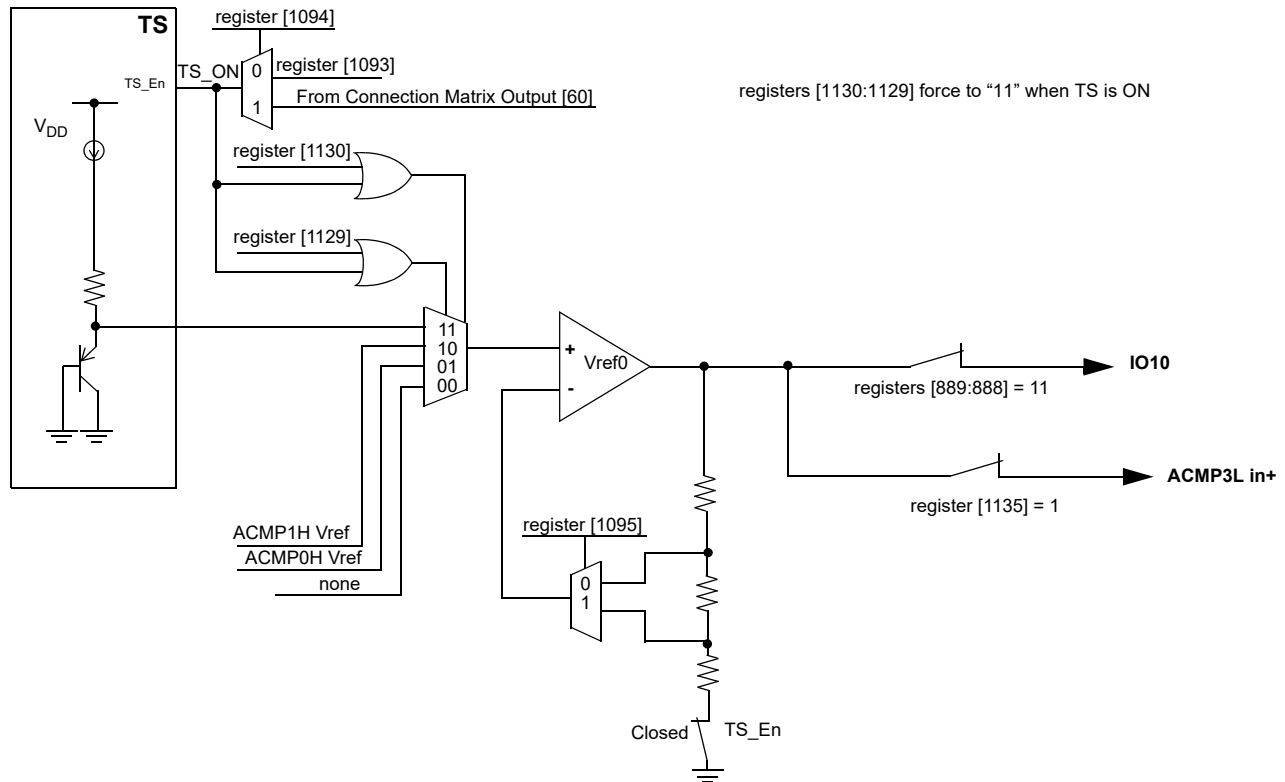 register [1094]
TS
TS_En
TS_ON
0
register [1093]
1
From Connection Matrix Output [60]
registers [1130:1129] force to “11” when TS is ON
VDD
register [1130]
register [1129]
11
10
01
00
+
Vref0
-
IO10
registers [889:888] = 11
ACMP3L in+
register [1135] = 1
ACMP1H Vref
ACMP0H Vref
none
register [1095]
0
1
Closed
TS_En